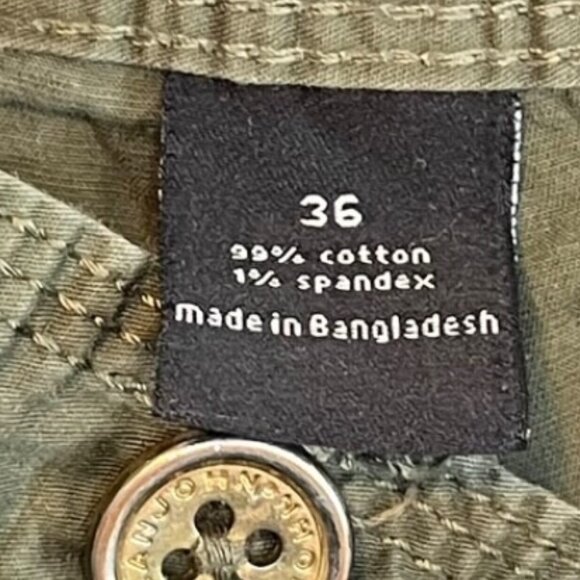 36
99% cotton
1% spandex
made in Bangladesh